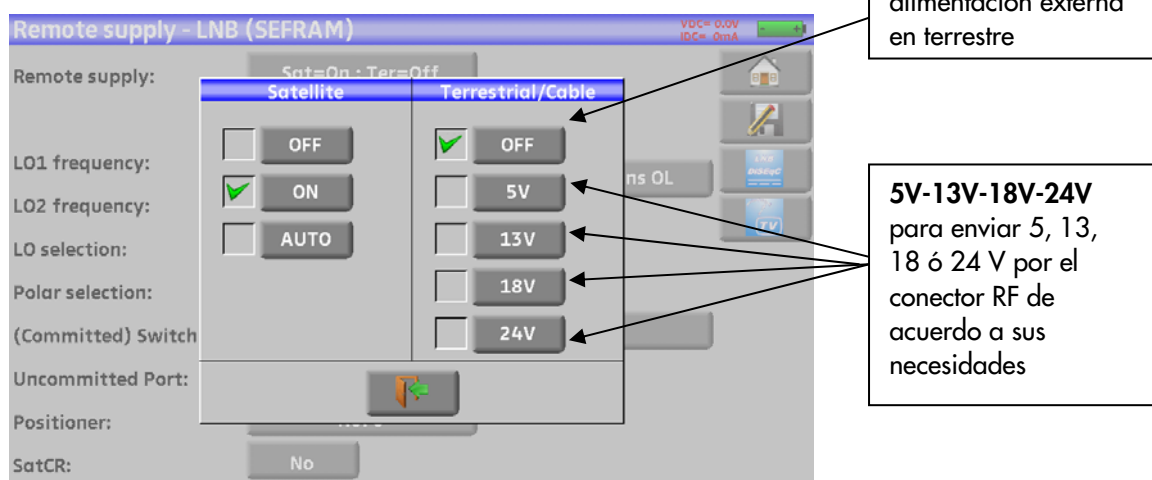 Remote supply - LNB (SEFRAM)
VDC= 0.0V
IDC= 0mA
- +
Remote supply:
Sat=On : Ter=Off
LO1 frequency:
ns OL
LO2 frequency:
LO selection:
Polar selection:
(Committed) Switch
Uncommitted Port:
Positioner:
SatCR:
No
LNB
DiSEqC
TV
Satellite
OFF
ON
AUTO
Terrestrial/Cable
OFF
5V
13V
18V
24V
alimentación externa
en terrestre
5V-13V-18V-24V
para enviar 5, 13,
18 ó 24 V por el
conector RF de
acuerdo a sus
necesidades